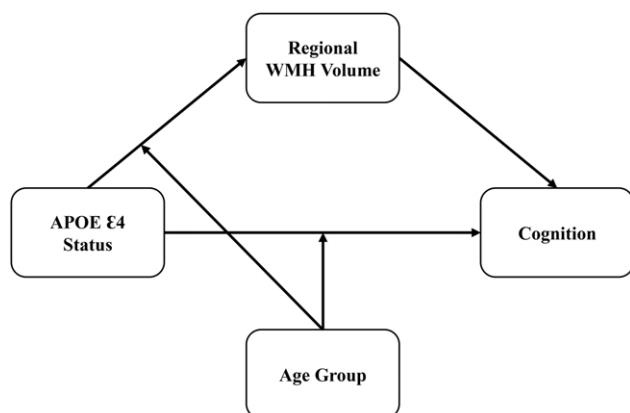 Regional
WMH Volume
APOE Ɛ4
Status
Cognition
Age Group